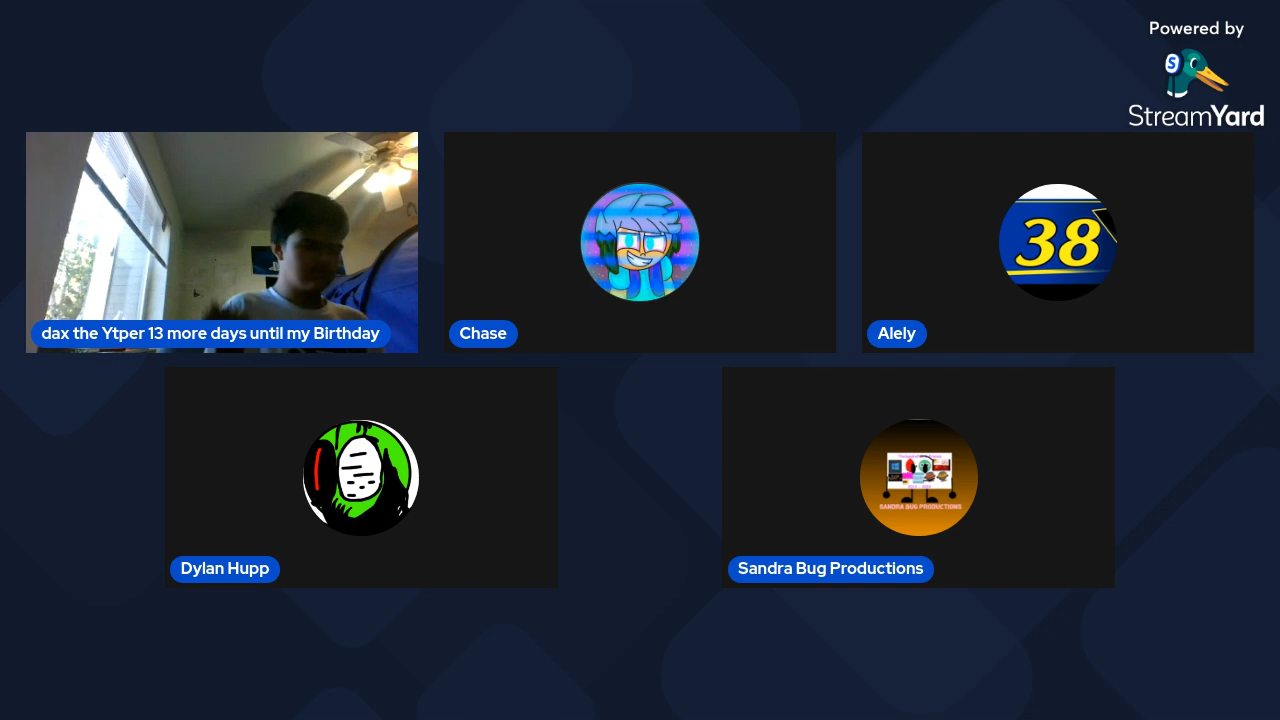 Powered by
StreamYard
dax the Ytper 13 more days until my Birthday
Chase
38
Alely
Dylan Hupp
SANDRA BUG PRODUCTIONS
Sandra Bug Productions